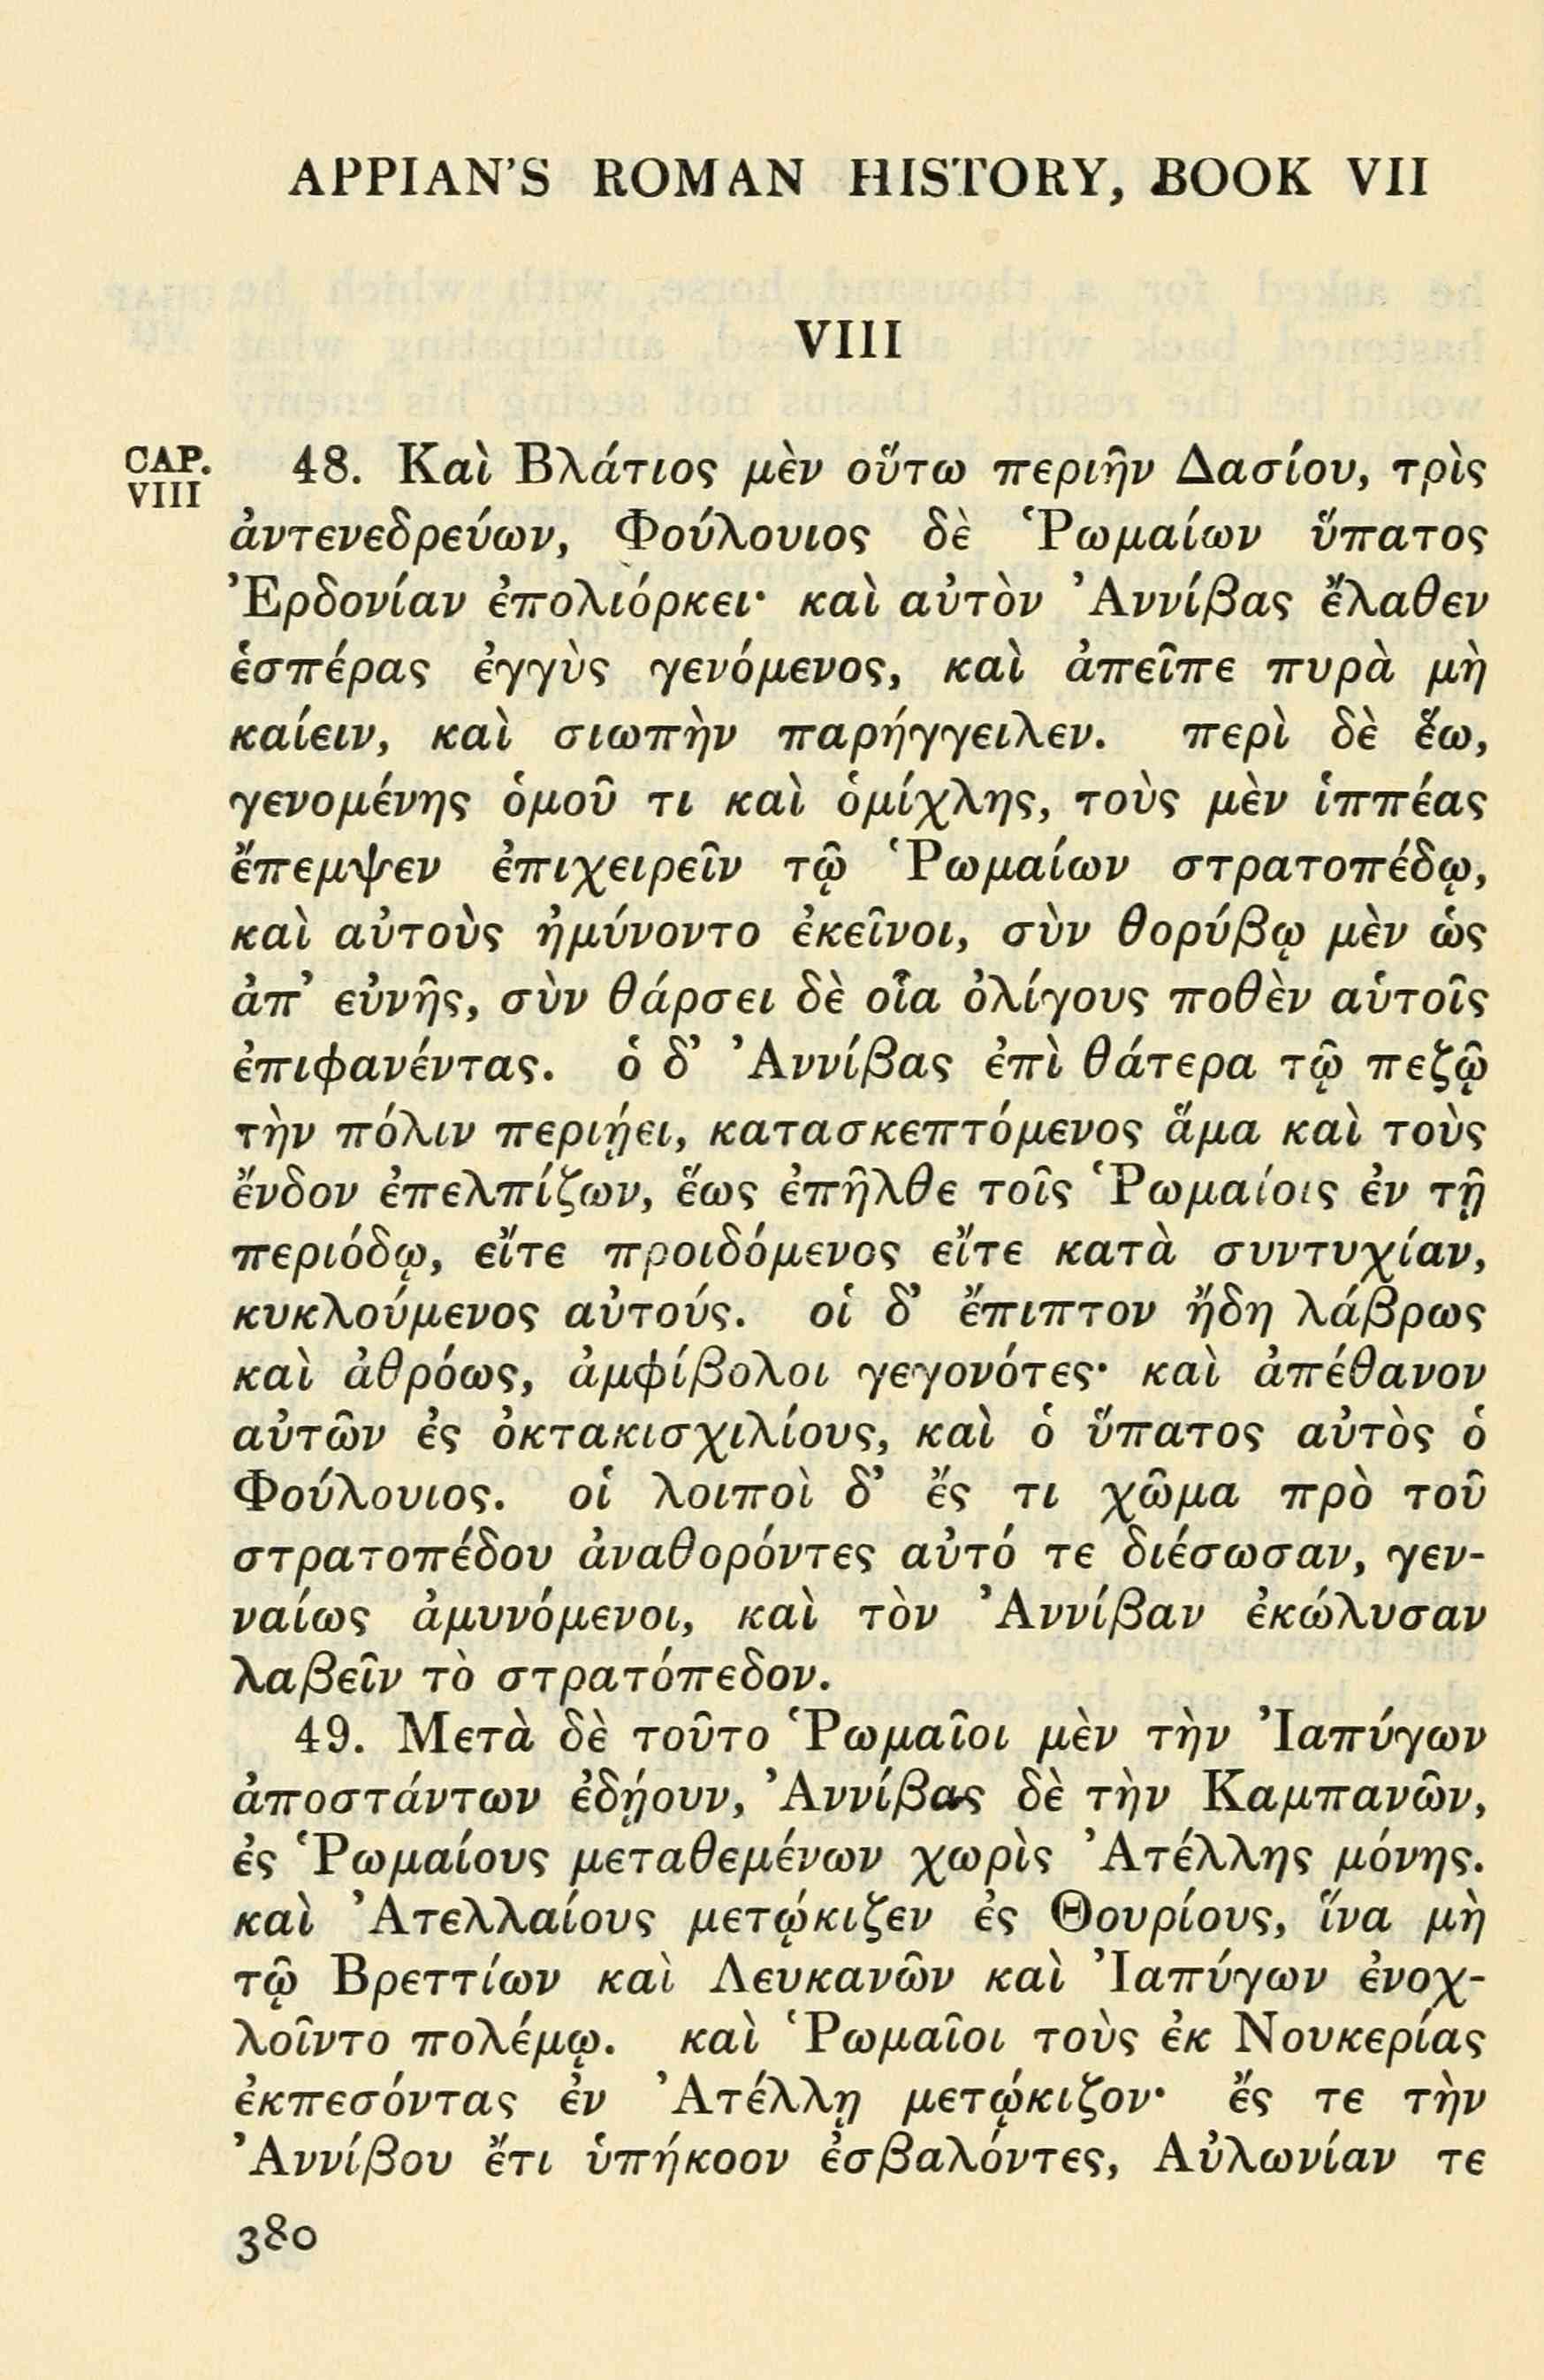 APPIAN'S ROMAN HISTORY, BOOK VII
VIII
CAP. VIII
48. Καὶ Βλάτιος μὲν οὕτω περιῆν Δασίου, τρὶς
ἀντενεδρεύων, Φούλουιος δὲ Ῥωμαίων ὕπατος
Ἐρδονίαν ἐπολιόρκει· καὶ αὐτὸν Ἀννίβας ἔλαθεν
ἑσπέρας ἐγγὺς γενόμενος, καὶ ἀπεῖπε πυρὰ μὴ
καίειν, καὶ σιωπὴν παρήγγειλεν. περὶ δὲ ἕω,
γενομένης ὁμοῦ τι καὶ ὁμίχλης, τοὺς μὲν ἱππέας
ἔπεμψεν ἐπιχειρεῖν τῷ Ῥωμαίων στρατοπέδῳ,
καὶ αὐτοὺς ἠμύνοντο ἐκεῖνοι, σὺν θορύβῳ μὲν ὡς
ἀπ' εὐνῆς, σὺν θάρσει δὲ οἷα ὀλίγους ποθὲν αὑτοῖς
ἐπιφανέντας. ὁ δ' Ἀννίβας ἐπὶ θάτερα τῷ πεζῷ
τὴν πόλιν περιῄει, κατασκεπτόμενος ἅμα καὶ τοὺς
ἔνδον ἐπελπίζων, ἕως ἐπῆλθε τοῖς Ῥωμαίοις ἐν τῇ
περιόδῳ, εἴτε προιδόμενος εἴτε κατὰ συντυχίαν,
κυκλούμενος αὐτούς. οἱ δ' ἔπιπτον ἤδη λάβρως
καὶ ἀθρόως, ἀμφίβολοι γεγονότες· καὶ ἀπέθανον
αὐτῶν ἐς ὀκτακισχιλίους, καὶ ὁ ὕπατος αὐτὸς ὁ
Φούλουιος. οἱ λοιποὶ δ' ἔς τι χῶμα πρὸ τοῦ
στρατοπέδου ἀναθορόντες αὐτό τε διέσωσαν, γεν-
ναίως ἀμυνόμενοι, καὶ τὸν Ἀννίβαν ἐκώλυσαν
λαβεῖν τὸ στρατόπεδον.
49. Μετὰ δὲ τοῦτο Ῥωμαῖοι μὲν τὴν Ἰαπύγων
ἀποστάντων ἐδῄουν, Ἀννίβας δὲ τὴν Καμπανῶν,
ἐς Ῥωμαίους μεταθεμένων χωρὶς Ἀτέλλης μόνης.
καὶ Ἀτελλαίους μετῴκιζεν ἐς Θουρίους, ἵνα μὴ
τῷ Βρεττίων καὶ Λευκανῶν καὶ Ἰαπύγων ἐνοχ-
λοῖντο πολέμῳ. καὶ Ῥωμαῖοι τοὺς ἐκ Νουκερίας
ἐκπεσόντας ἐν Ἀτέλλῃ μετῴκιζον· ἔς τε τὴν
Ἀννίβου ἔτι ὑπήκοον ἐσβαλόντες, Αὐλωνίαν τε
380